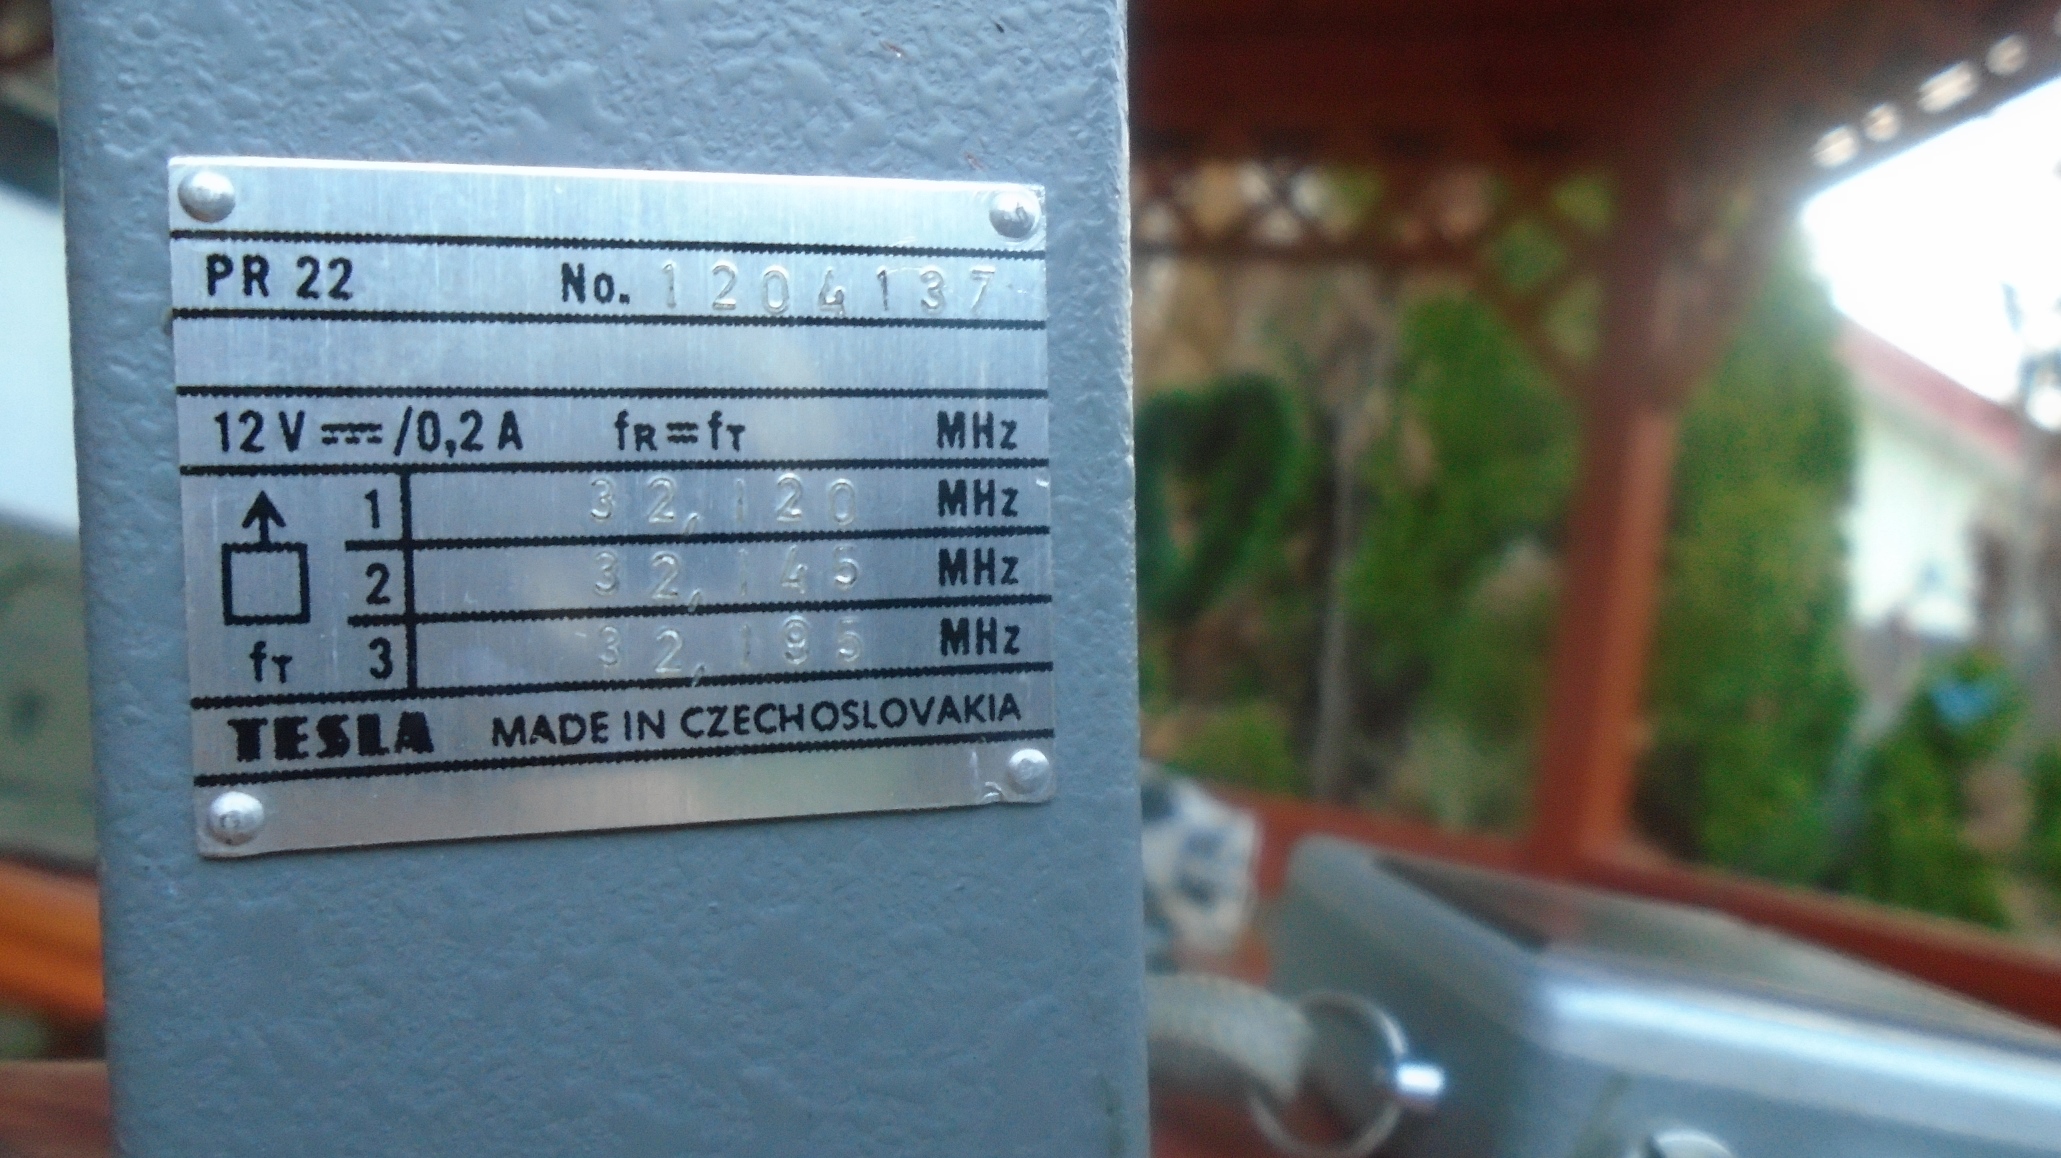 PR 22 No. 1204137
12 V ⎓ /0,2 A fR=fT MHz
1 32,120 MHz
2 32,145 MHz
fT 3 32,195 MHz
TESLA MADE IN CZECHOSLOVAKIA